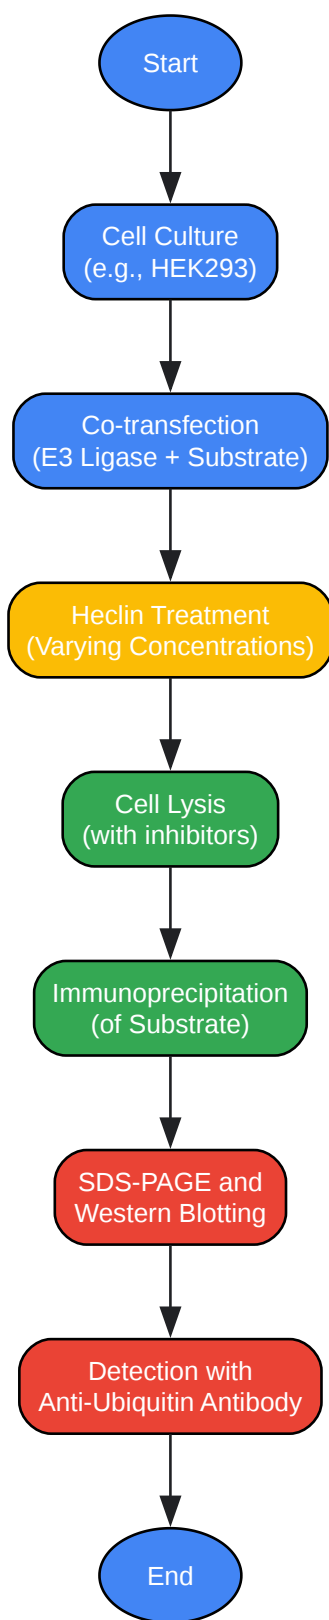 Start
Cell Culture
(e.g., HEK293)
Co-transfection
(E3 Ligase + Substrate)
Heclin Treatment
(Varying Concentrations)
Cell Lysis
(with inhibitors)
Immunoprecipitation
(of Substrate)
SDS-PAGE and
Western Blotting
Detection with
Anti-Ubiquitin Antibody
End